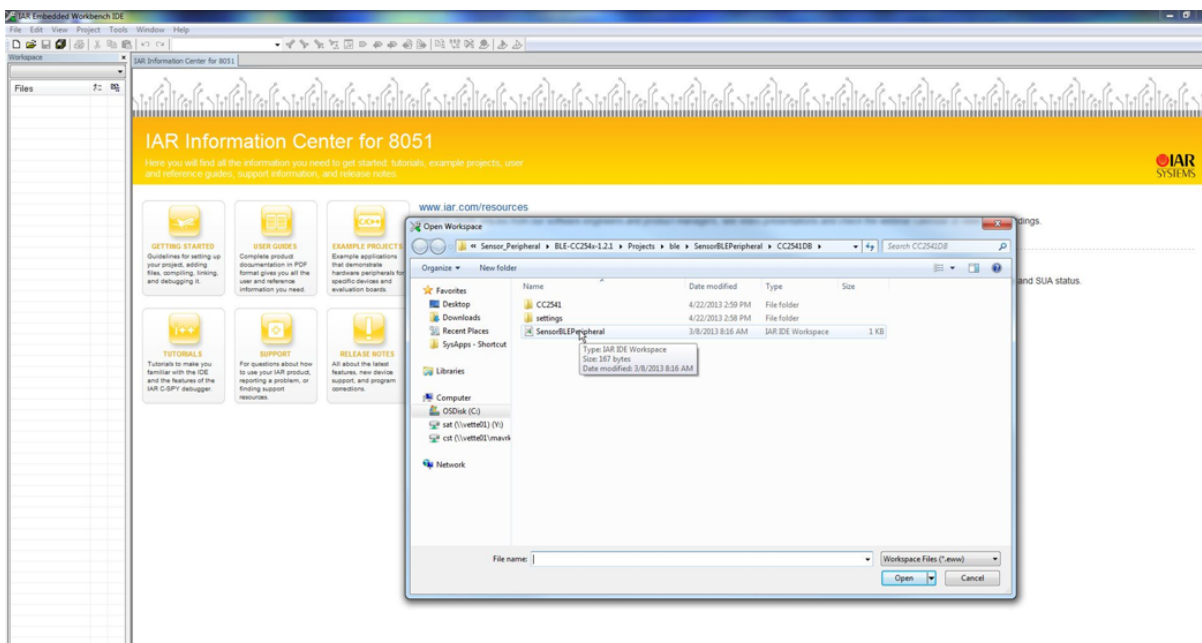 IAR Embedded Workbench IDE
File Edit View Project Tools Window Help
Workspace
IAR Information Center for 8051
Files
IAR Information Center for 8051
Here you will find all the information you need to get started: tutorials, example projects, user
and reference guides, support information, and release notes.
IAR
SYSTEMS
GETTING STARTED
Guidelines for setting up
your project, adding
files, compiling, linking,
and debugging it.
USER GUIDES
Complete product
documentation in PDF
format gives you all the
user and reference
information you need.
EXAMPLE PROJECTS
Example applications
that demonstrate
hardware peripherals for
specific devices and
evaluation boards.
TUTORIALS
Tutorials to make you
familiar with the IDE
and the features of the
IAR C-SPY debugger.
SUPPORT
For questions about how
to use your IAR product,
reporting a problem, or
finding support
resources.
RELEASE NOTES
All about the latest
features, new device
support, and program
corrections.
www.iar.com/resources
dings.
and SUA status.
Open Workspace
« Sensor_Peripheral ▸ BLE-CC254x-1.2.1 ▸ Projects ▸ ble ▸ SensorBLEPeripheral ▸ CC2541DB ▸
Search CC2541DB
Organize New folder
Favorites
Desktop
Downloads
Recent Places
SysApps - Shortcut
Libraries
Computer
OSDisk (C:)
sat (\\vette01) (Y:)
cst (\\vette01\mavrk
Network
Name Date modified Type Size
CC2541 4/22/2013 2:59 PM File folder
settings 4/22/2013 2:58 PM File folder
SensorBLEPeripheral 3/8/2013 8:16 AM IAR IDE Workspace 1 KB
Type: IAR IDE Workspace
Size: 167 bytes
Date modified: 3/8/2013 8:16 AM
File name:
Workspace Files (*.eww)
Open Cancel